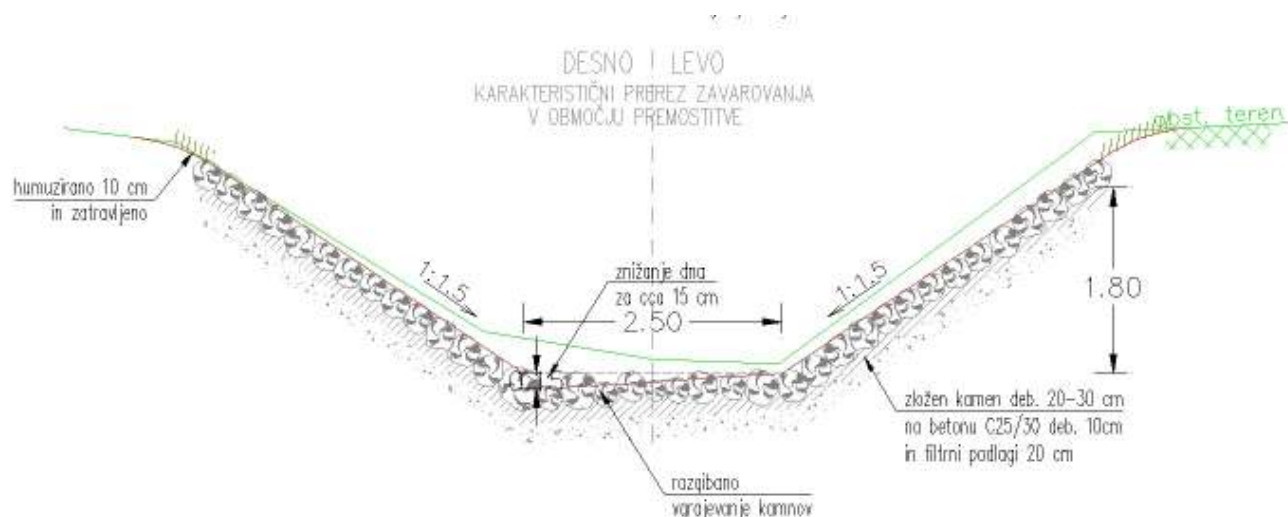 DESNO | LEVO
KARAKTERISTIČNI PREREZ ZAVAROVANJA
V OBMOČJU PREMOSTITVE
obst. teren
humuzirano 10 cm
in zatravljeno
1:1.5
znižanje dna
za cca 15 cm
2.50
1:1.5
1.80
zložen kamen deb. 20-30 cm
na betonu C25/30 deb. 10cm
in filtrni podlagi 20 cm
razgibano
vgrajevanje kamnov